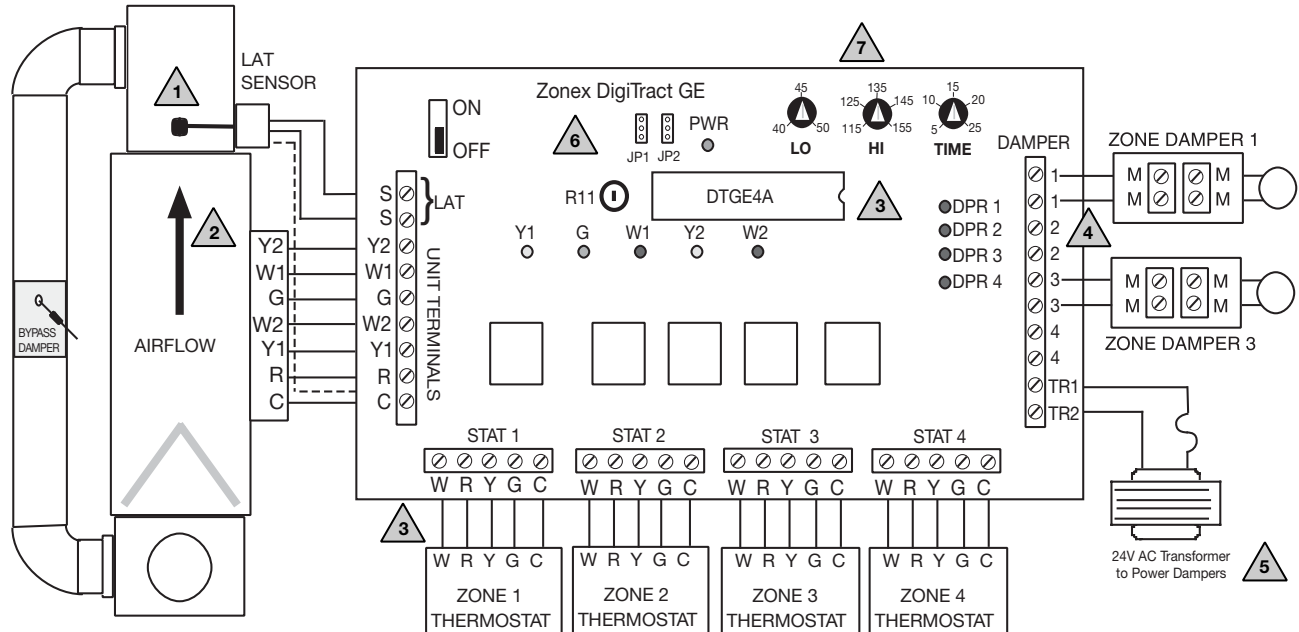 LAT
SENSOR
1
2
BYPASS
DAMPER
AIRFLOW
Y2
W1
G
W2
Y1
R
C
ON
OFF
Zonex DigiTract GE
6
JP1 JP2
PWR
7
45
40 50
LO
135
125 145
115 155
HI
15
10 20
5 25
TIME
S
S
LAT
Y2
W1
G
W2
Y1
R
C
UNIT TERMINALS
R11
DTGE4A
3
Y1 G W1 Y2 W2
DPR 1
DPR 2
DPR 3
DPR 4
DAMPER
1
1
2
2
3
3
4
4
TR1
TR2
4
ZONE DAMPER 1
M M
M M
M M
M M
ZONE DAMPER 3
24V AC Transformer
to Power Dampers
5
STAT 1 STAT 2 STAT 3 STAT 4
W R Y G C W R Y G C W R Y G C W R Y G C
3
W R Y G C W R Y G C W R Y G C W R Y G C
ZONE 1
THERMOSTAT
ZONE 2
THERMOSTAT
ZONE 3
THERMOSTAT
ZONE 4
THERMOSTAT